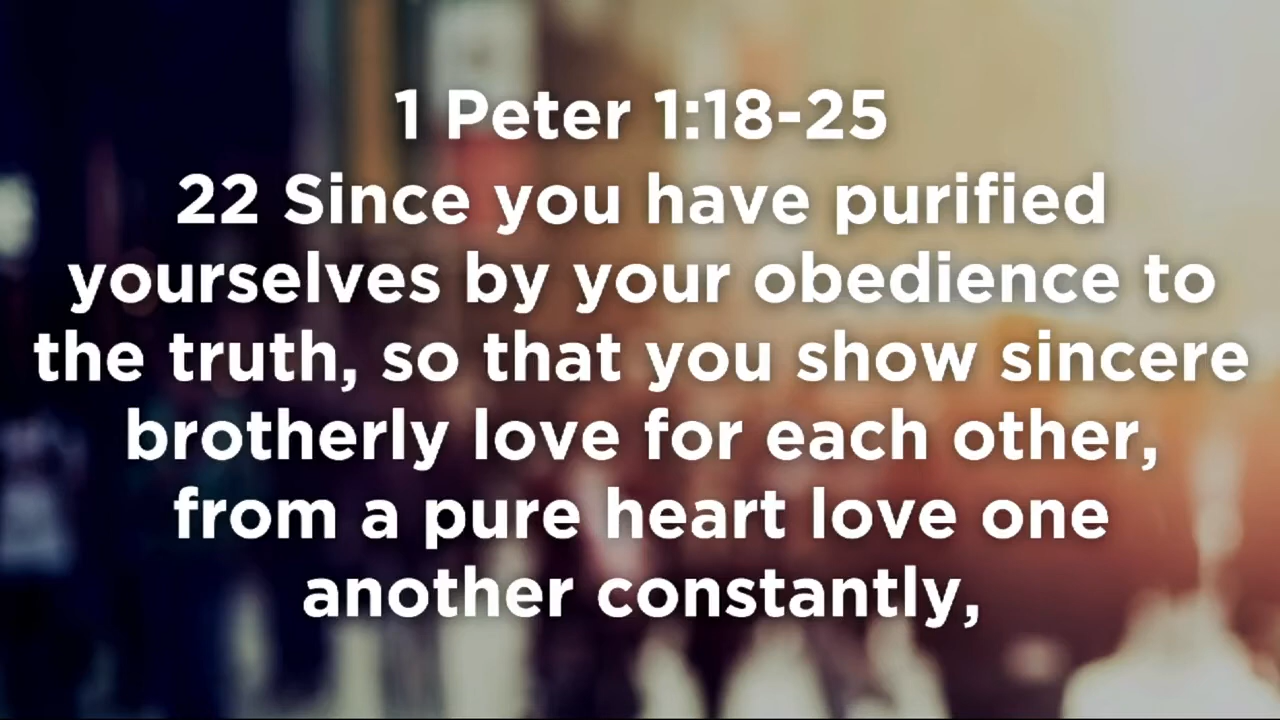 1 Peter 1:18-25
22 Since you have purified
yourselves by your obedience to
the truth, so that you show sincere
brotherly love for each other,
from a pure heart love one
another constantly,